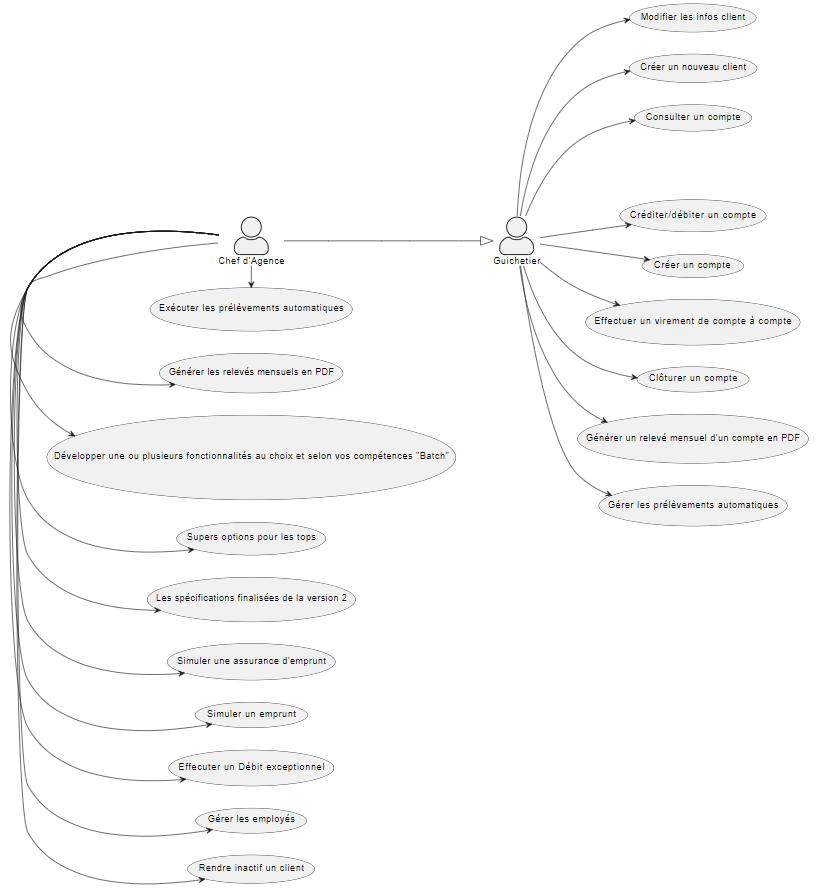 Modifier les infos client
Créer un nouveau client
Consulter un compte
Créditer/débiter un compte
Chef d'Agence
Guichetier
Créer un compte
Exécuter les prélèvements automatiques
Effectuer un virement de compte à compte
Générer les relevés mensuels en PDF
Clôturer un compte
Générer un relevé mensuel d'un compte en PDF
Développer une ou plusieurs fonctionnalités au choix et selon vos compétences "Batch"
Gérer les prélèvements automatiques
Supers options pour les tops
Les spécifications finalisées de la version 2
Simuler une assurance d'emprunt
Simuler un emprunt
Effecuter un Débit exceptionnel
Gérer les employés
Rendre inactif un client